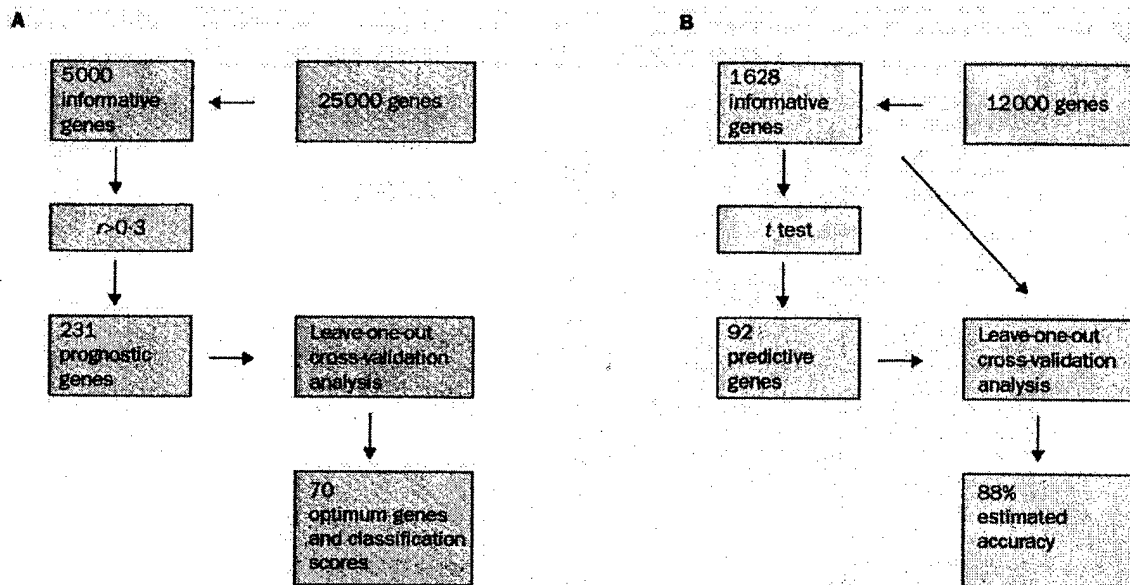 A
5000
informative
genes
25000 genes
r>0·3
231
prognostic
genes
Leave-one-out
cross-validation
analysis
70
optimum genes
and classification
scores
B
1628
informative
genes
12000 genes
t test
92
predictive
genes
Leave-one-out
cross-validation
analysis
88%
estimated
accuracy